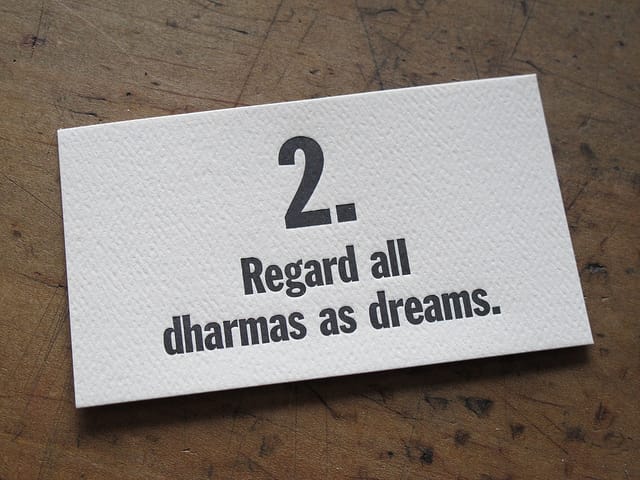 2.
Regard all
dharmas as dreams.